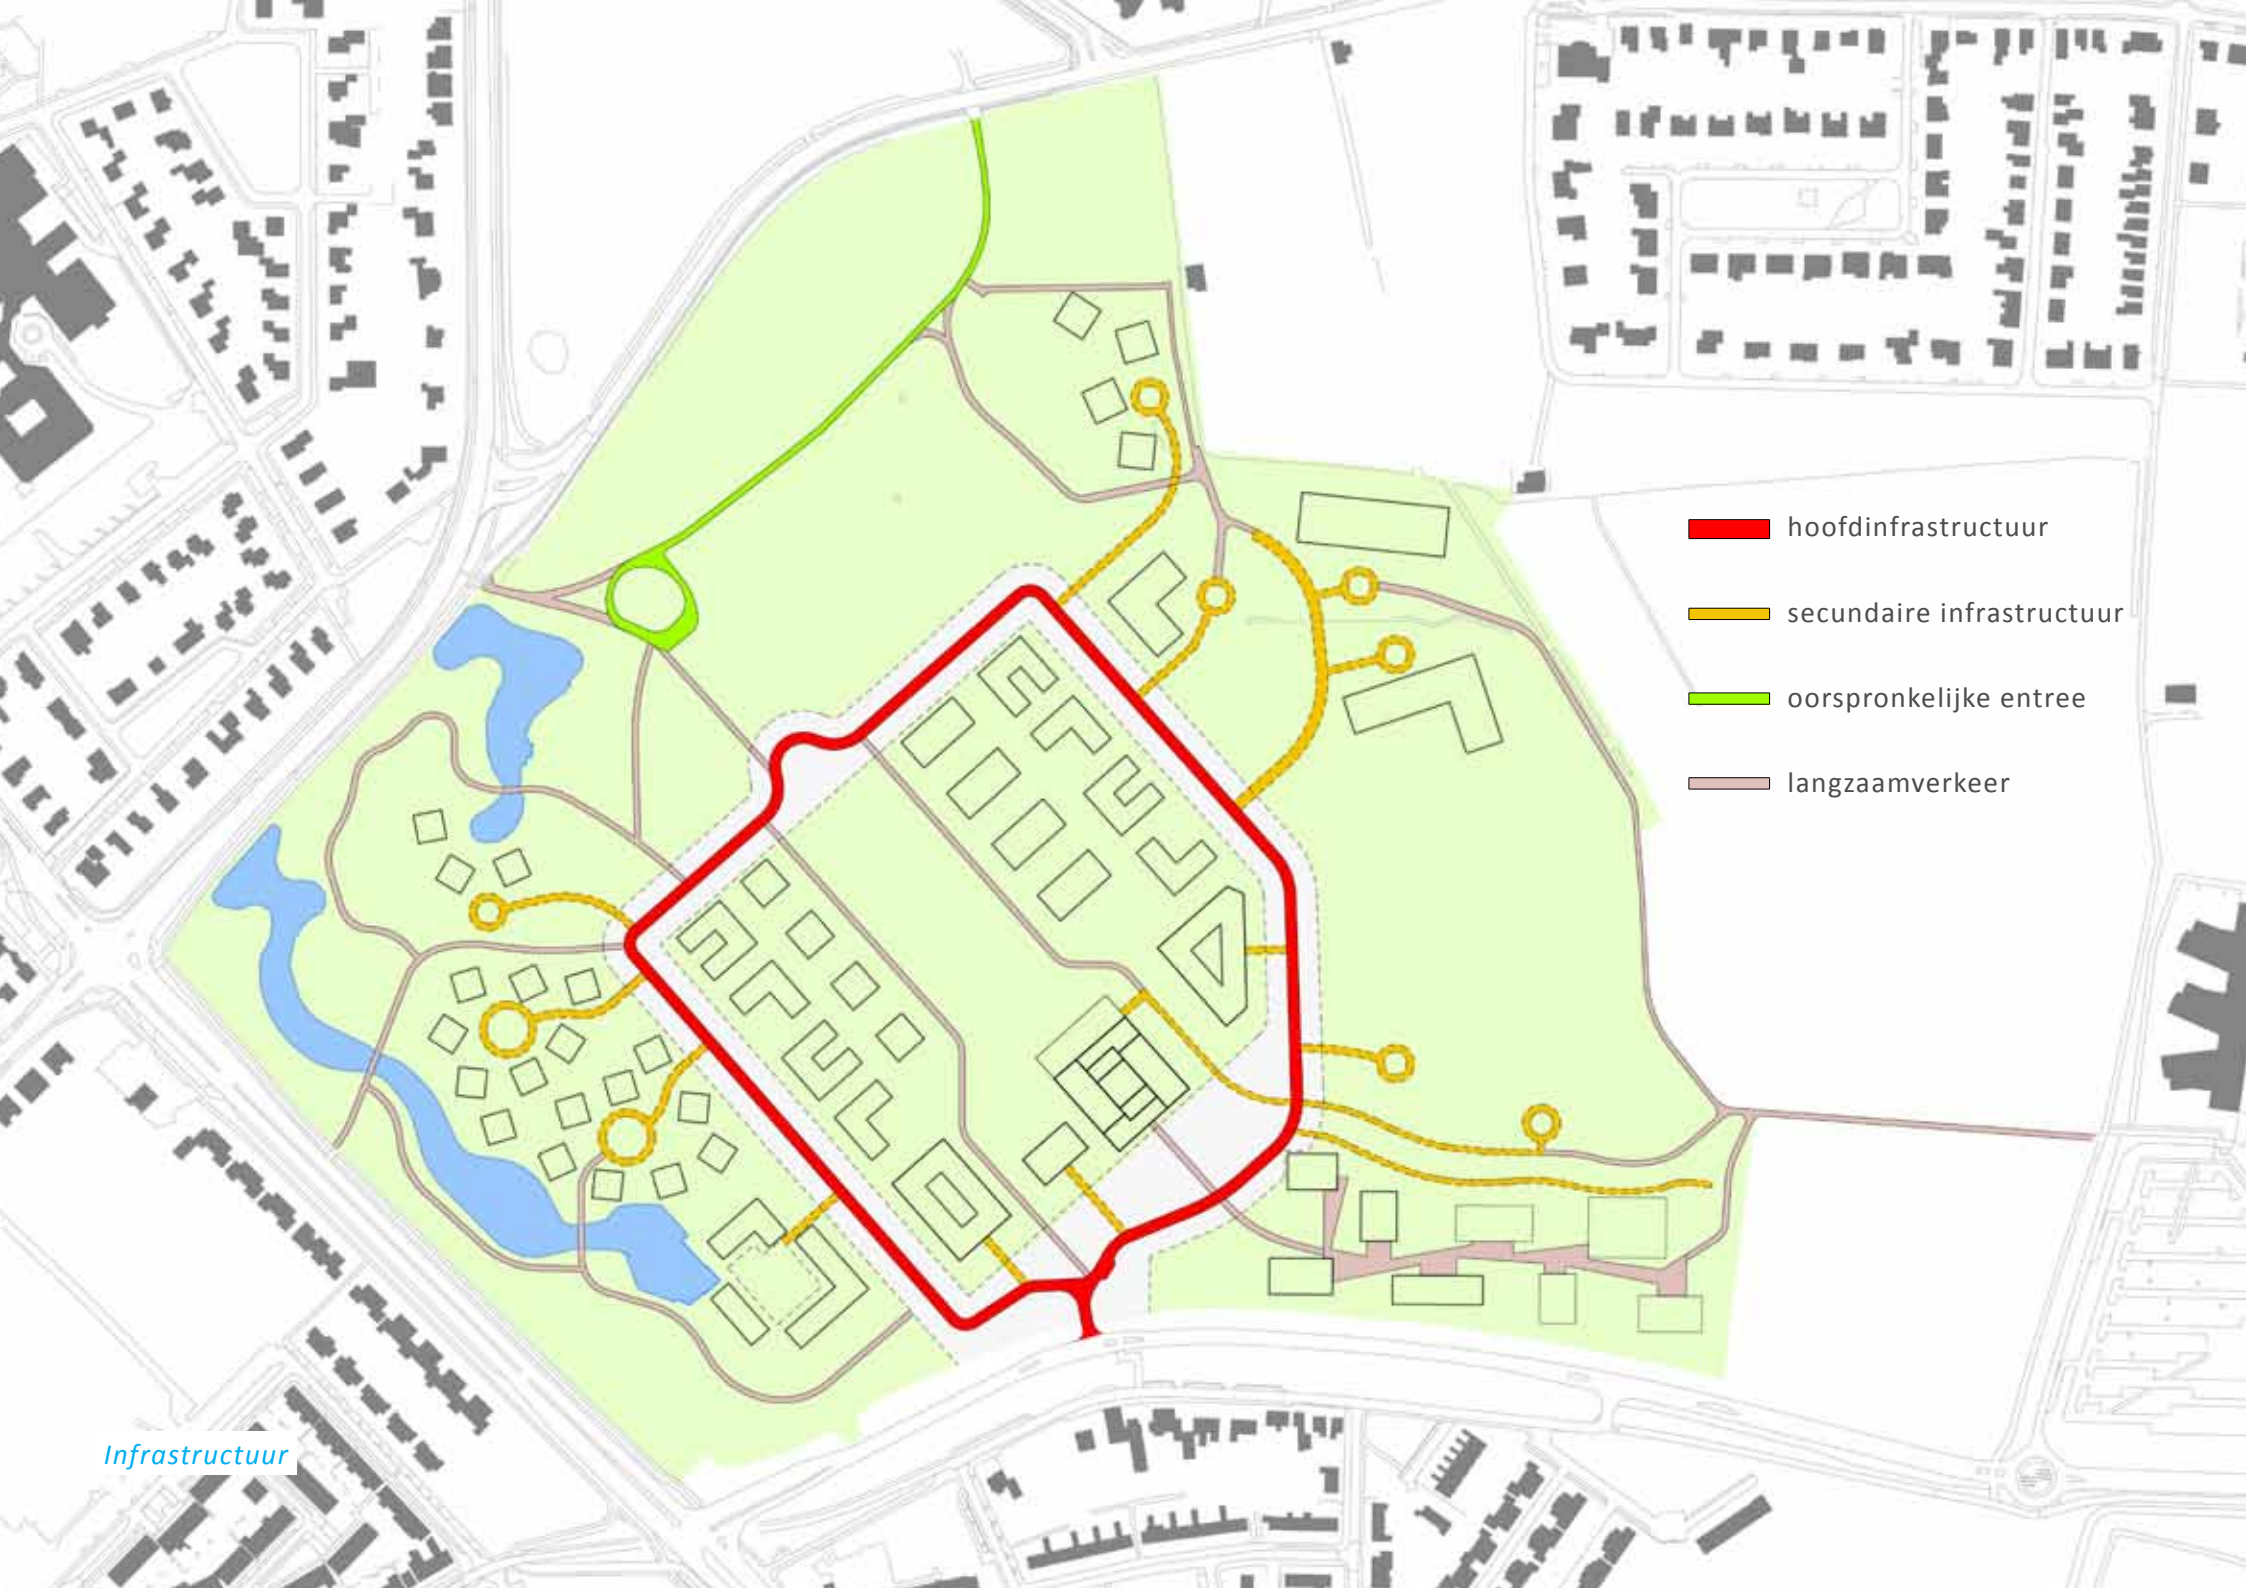 hoofdinfrastructuur
secundaire infrastructuur
oorspronkelijke entree
langzaamverkeer
Infrastructuur